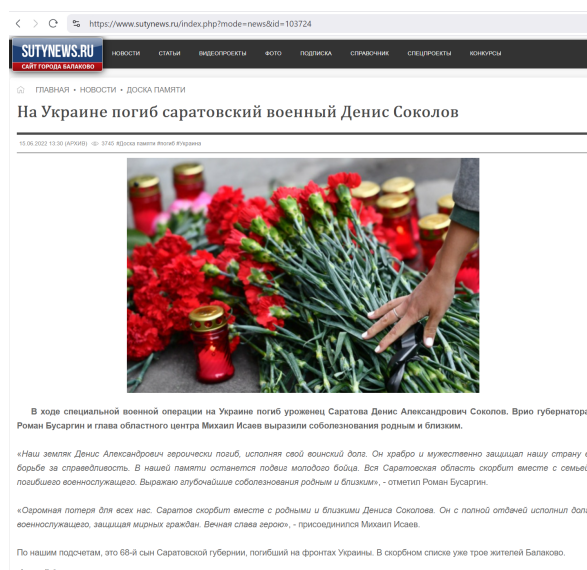 https://www.sutynews.ru/index.php?mode=news&id=103724
SUTYNEWS.RU
САЙТ ГОРОДА БАЛАКОВО
НОВОСТИ СТАТЬИ ВИДЕОПРОЕКТЫ ФОТО ПОДПИСКА СПРАВОЧНИК СПЕЦПРОЕКТЫ КОНКУРСЫ
ГЛАВНАЯ • НОВОСТИ • ДОСКА ПАМЯТИ
На Украине погиб саратовский военный Денис Соколов
15.06.2022 13:30 (АРХИВ) 3745 #Доска памяти #погиб #Украина
В ходе специальной военной операции на Украине погиб уроженец Саратова Денис Александрович Соколов. Врио губернатора
Роман Бусаргин и глава областного центра Михаил Исаев выразили соболезнования родным и близким.
«Наш земляк Денис Александрович героически погиб, исполняя свой воинский долг. Он храбро и мужественно защищал нашу страну в
борьбе за справедливость. В нашей памяти останется подвиг молодого бойца. Вся Саратовская область скорбит вместе с семьей
погибшего военнослужащего. Выражаю глубочайшие соболезнования родным и близким», - отметил Роман Бусаргин.
«Огромная потеря для всех нас. Саратов скорбит вместе с родными и близкими Дениса Соколова. Он с полной отдачей исполнил долг
военнослужащего, защищая мирных граждан. Вечная слава герою», - присоединился Михаил Исаев.
По нашим подсчетам, это 68-й сын Саратовской губернии, погибший на фронтах Украины. В скорбном списке уже трое жителей Балаково.